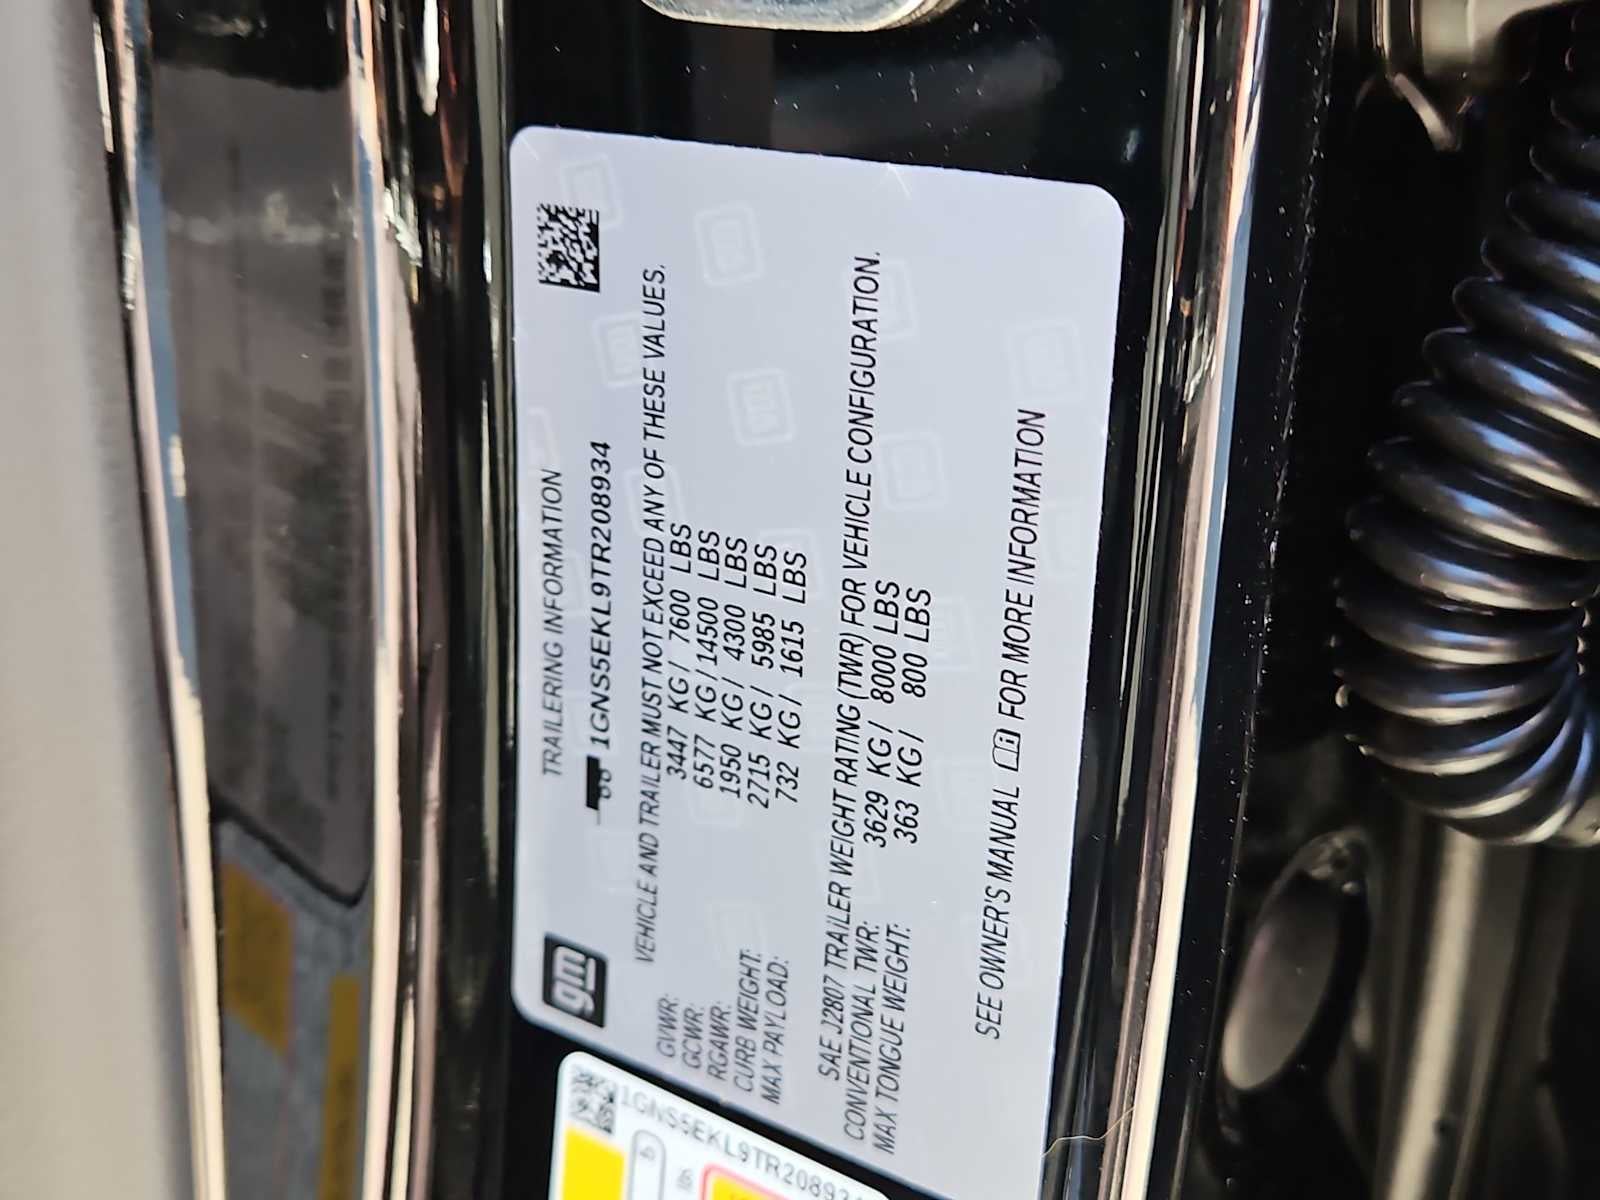 gm
TRAILERING INFORMATION
1GNS5EKL9TR208934
VEHICLE AND TRAILER MUST NOT EXCEED ANY OF THESE VALUES.
GVWR: 3447 KG/ 7600 LBS
GCWR: 6577 KG/14500 LBS
RGAWR: 1950 KG/ 4300 LBS
CURB WEIGHT: 2715 KG/ 5985 LBS
MAX PAYLOAD: 732 KG/ 1615 LBS
SAE J2807 TRAILER WEIGHT RATING (TWR) FOR VEHICLE CONFIGURATION.
CONVENTIONAL TWR: 3629 KG/ 8000 LBS
MAX TONGUE WEIGHT: 363 KG/ 800 LBS
SEE OWNER'S MANUAL FOR MORE INFORMATION
1GNS5EKL9TR208934